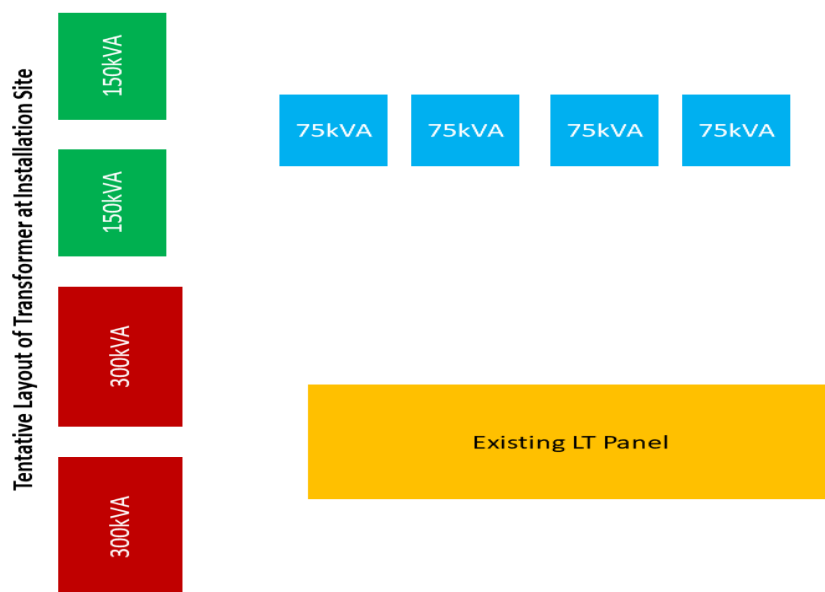 Tentative Layout of Transformer at Installation Site
150kVA
150kVA
300kVA
300kVA
75kVA 75kVA 75kVA 75kVA
Existing LT Panel